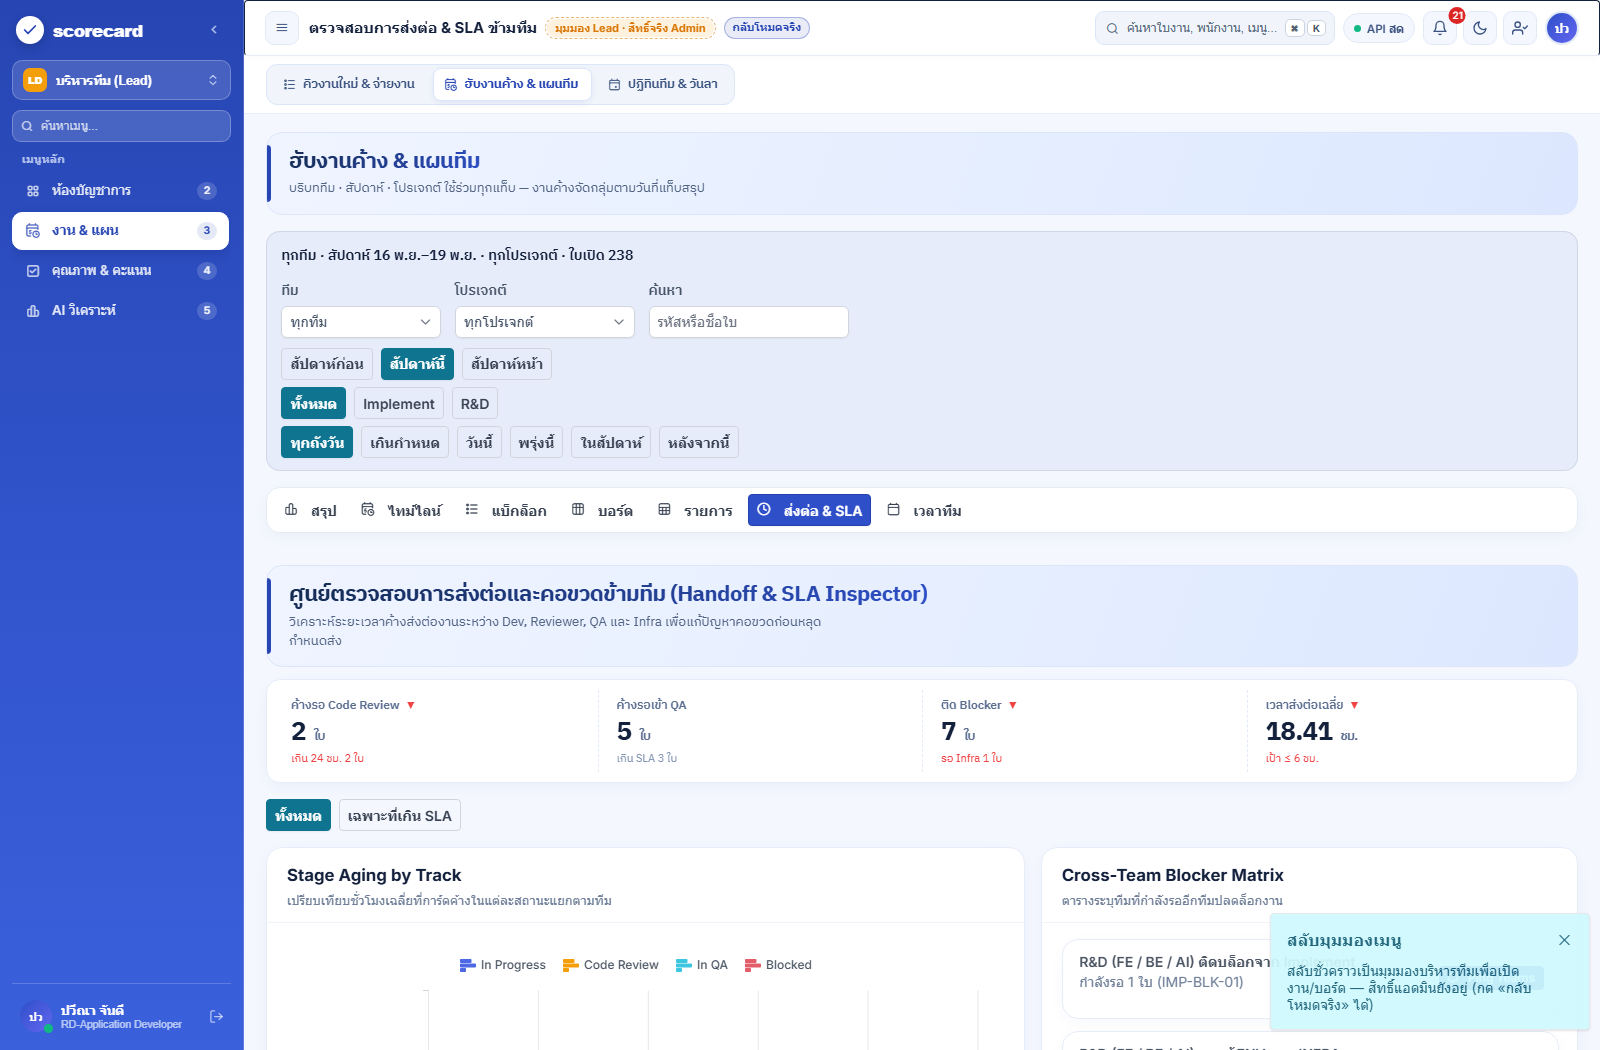 scorecard
LD บริหารทีม (Lead)
ค้นหาเมนู...
เมนูหลัก
ห้องบัญชาการ 2
งาน & แผน 3
คุณภาพ & คะแนน 4
AI วิเคราะห์ 5
ปว ปวีณา จันดี
RD-Application Developer
ตรวจสอบการส่งต่อ & SLA ข้ามทีม มุมมอง Lead · สิทธิ์จริง Admin กลับโหมดจริง
ค้นหาใบงาน, พนักงาน, เมนู... ⌘ K API สด 21 ปว
คิวงานใหม่ & จ่ายงาน ฮับงานค้าง & แผนทีม ปฏิทินทีม & วันลา
ฮับงานค้าง & แผนทีม
บริบททีม · สัปดาห์ · โปรเจกต์ ใช้ร่วมทุกแท็บ — งานค้างจัดกลุ่มตามวันที่แท็บสรุป
ทุกทีม · สัปดาห์ 16 พ.ย.–19 พ.ย. · ทุกโปรเจกต์ · ใบเปิด 238
ทีม โปรเจกต์ ค้นหา
ทุกทีม ทุกโปรเจกต์ รหัสหรือชื่อใบ
สัปดาห์ก่อน สัปดาห์นี้ สัปดาห์หน้า
ทั้งหมด Implement R&D
ทุกถังวัน เกินกำหนด วันนี้ พรุ่งนี้ ในสัปดาห์ หลังจากนี้
สรุป ไทม์ไลน์ แบ็กล็อก บอร์ด รายการ ส่งต่อ & SLA เวลาทีม
ศูนย์ตรวจสอบการส่งต่อและคอขวดข้ามทีม (Handoff & SLA Inspector)
วิเคราะห์ระยะเวลาค้างส่งต่องานระหว่าง Dev, Reviewer, QA และ Infra เพื่อแก้ปัญหาคอขวดก่อนหลุด
กำหนดส่ง
ค้างรอ Code Review ▼
2 ใบ
เกิน 24 ชม. 2 ใบ
ค้างรอเข้า QA
5 ใบ
เกิน SLA 3 ใบ
ติด Blocker ▼
7 ใบ
รอ Infra 1 ใบ
เวลาส่งต่อเฉลี่ย ▼
18.41 ชม.
เป้า ≤ 6 ชม.
ทั้งหมด เฉพาะที่เกิน SLA
Stage Aging by Track
เปรียบเทียบชั่วโมงเฉลี่ยที่การ์ดค้างในแต่ละสถานะแยกตามทีม
In Progress Code Review In QA Blocked
Cross-Team Blocker Matrix
ตารางระบุทีมที่กำลังรออีกทีมปลดล็อกงาน
R&D (FE / BE / AI) ติดบล็อกจาก Implement
กำลังรอ 1 ใบ (IMP-BLK-01)
สลับมุมมองเมนู
สลับชั่วคราวเป็นมุมมองบริหารทีมเพื่อเปิด
งาน/บอร์ด — สิทธิ์แอดมินยังอยู่ (กด «กลับ
โหมดจริง» ได้)